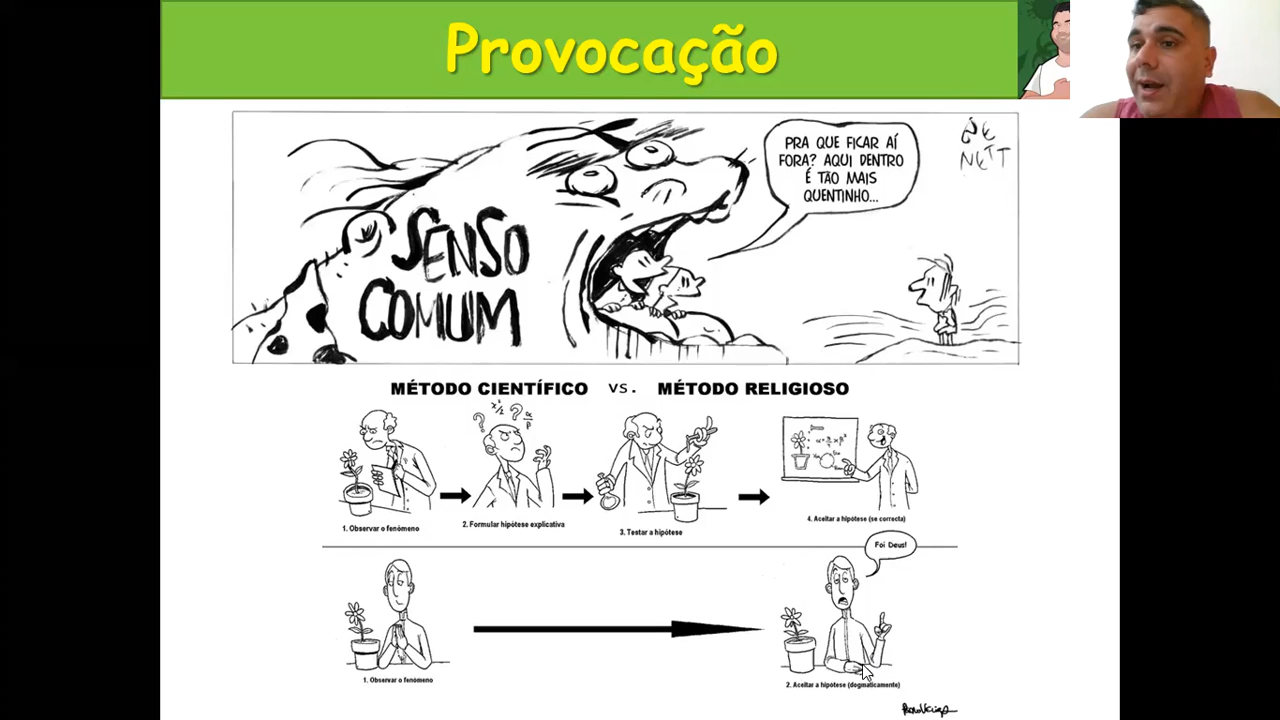 Provocação
PRA QUE FICAR AÍ
FORA? AQUI DENTRO
É TÃO MAIS
QUENTINHO...
NETT
SENSO
COMUM
MÉTODO CIENTÍFICO vs. MÉTODO RELIGIOSO
1. Observar o fenómeno
2. Formular hipótese explicativa
3. Testar a hipótese
4. Aceitar a hipótese (se correcta)
Foi Deus!
1. Observar o fenómeno
2. Aceitar a hipótese (dogmaticamente)